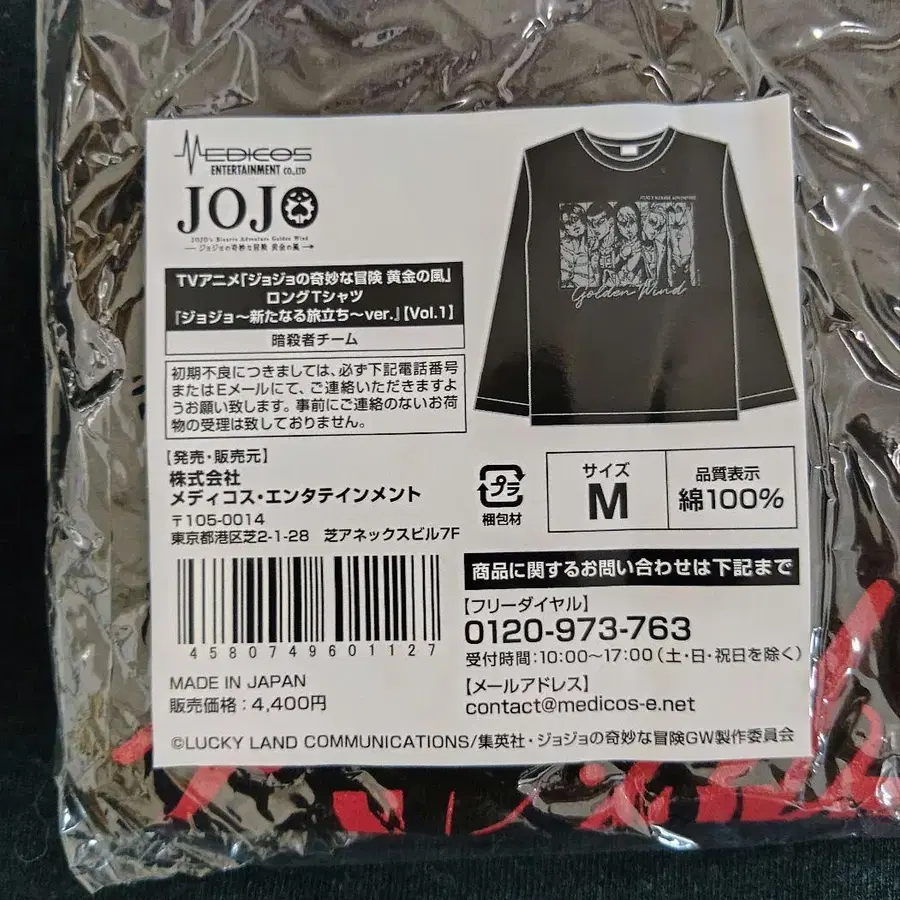 MEDICOS
ENTERTAINMENT CO.,LTD
JOJO
JOJO's Bizarre Adventure Golden Wind
ジョジョの奇妙な冒険 黄金の風
TVアニメ『ジョジョの奇妙な冒険 黄金の風』
ロングTシャツ
『ジョジョ〜新たなる旅立ち〜ver.』【Vol.1】
暗殺者チーム
初期不良につきましては、必ず下記電話番号
またはEメールにて、ご連絡いただきますよ
うお願い致します。事前にご連絡のないお荷
物の受理は致しておりません。
【発売・販売元】
株式会社
メディコス・エンタテインメント
〒105-0014
東京都港区芝2-1-28 芝アネックスビル7F
4580749601127
MADE IN JAPAN
販売価格:4,400円
Golden Wind
プラ
梱包材
サイズ
M
品質表示
綿100%
商品に関するお問い合わせは下記まで
【フリーダイヤル】
0120-973-763
受付時間:10:00〜17:00(土・日・祝日を除く)
【メールアドレス】
contact@medicos-e.net
©LUCKY LAND COMMUNICATIONS/集英社・ジョジョの奇妙な冒険GW製作委員会